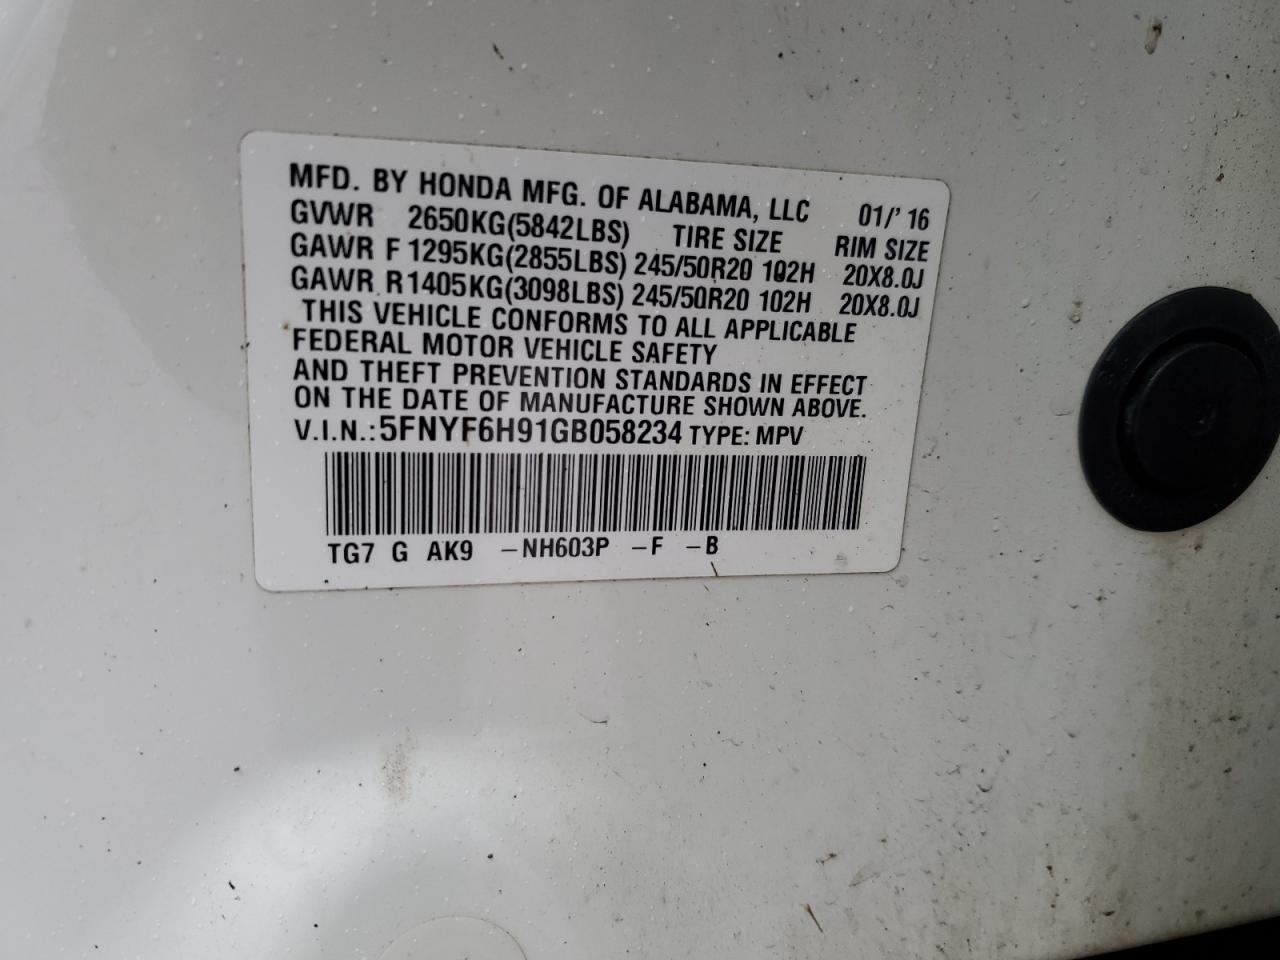 MFD. BY HONDA MFG. OF ALABAMA, LLC 01/'16
GVWR 2650KG(5842LBS) TIRE SIZE RIM SIZE
GAWR F 1295KG(2855LBS) 245/50R20 102H 20X8.0J
GAWR R1405KG(3098LBS) 245/50R20 102H 20X8.0J
THIS VEHICLE CONFORMS TO ALL APPLICABLE
FEDERAL MOTOR VEHICLE SAFETY
AND THEFT PREVENTION STANDARDS IN EFFECT
ON THE DATE OF MANUFACTURE SHOWN ABOVE.
V.I.N.:5FNYF6H91GB058234 TYPE: MPV
TG7 G AK9 –NH603P –F –B